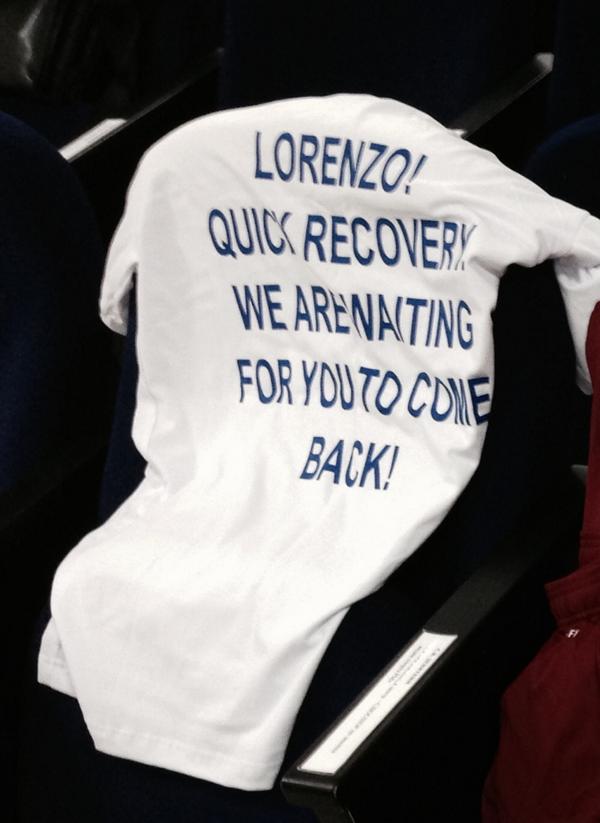 LORENZO!
QUICK RECOVERY.
WE ARE WAITING
FOR YOU TO COME
BACK!